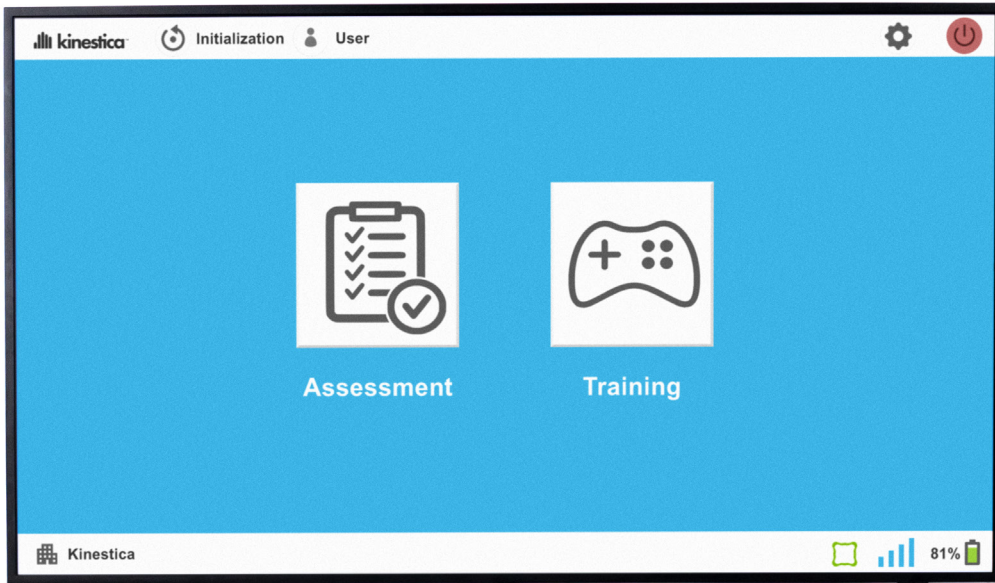 kinestica Initialization User
Assessment Training
Kinestica 81%